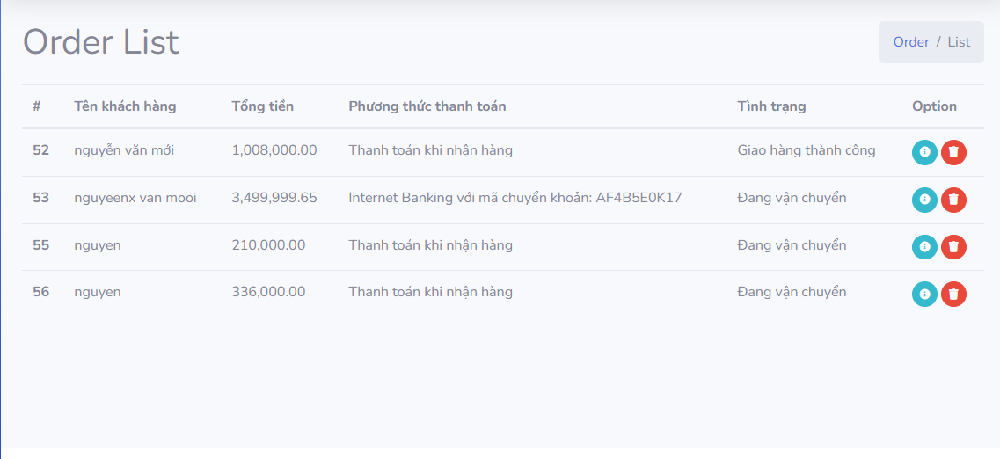 Order List
Order / List
# Tên khách hàng Tổng tiền Phương thức thanh toán Tình trạng Option
52 nguyễn văn mới 1,008,000.00 Thanh toán khi nhận hàng Giao hàng thành công
53 nguyeenx van mooi 3,499,999.65 Internet Banking với mã chuyển khoản: AF4B5E0K17 Đang vận chuyển
55 nguyen 210,000.00 Thanh toán khi nhận hàng Đang vận chuyển
56 nguyen 336,000.00 Thanh toán khi nhận hàng Đang vận chuyển